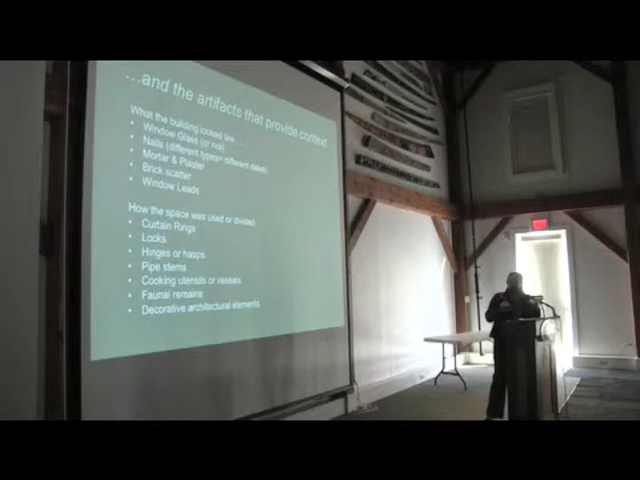 …and the artifacts that provide context
What the building looked like….
• Window Glass (or not)
• Nails (different types= different dates)
• Mortar & Plaster
• Brick scatter
• Window Leads
How the space was used or divided
• Curtain Rings
• Locks
• Hinges or hasps
• Pipe stems
• Cooking utensils or vessels
• Faunal remains
• Decorative architectural elements
EXIT